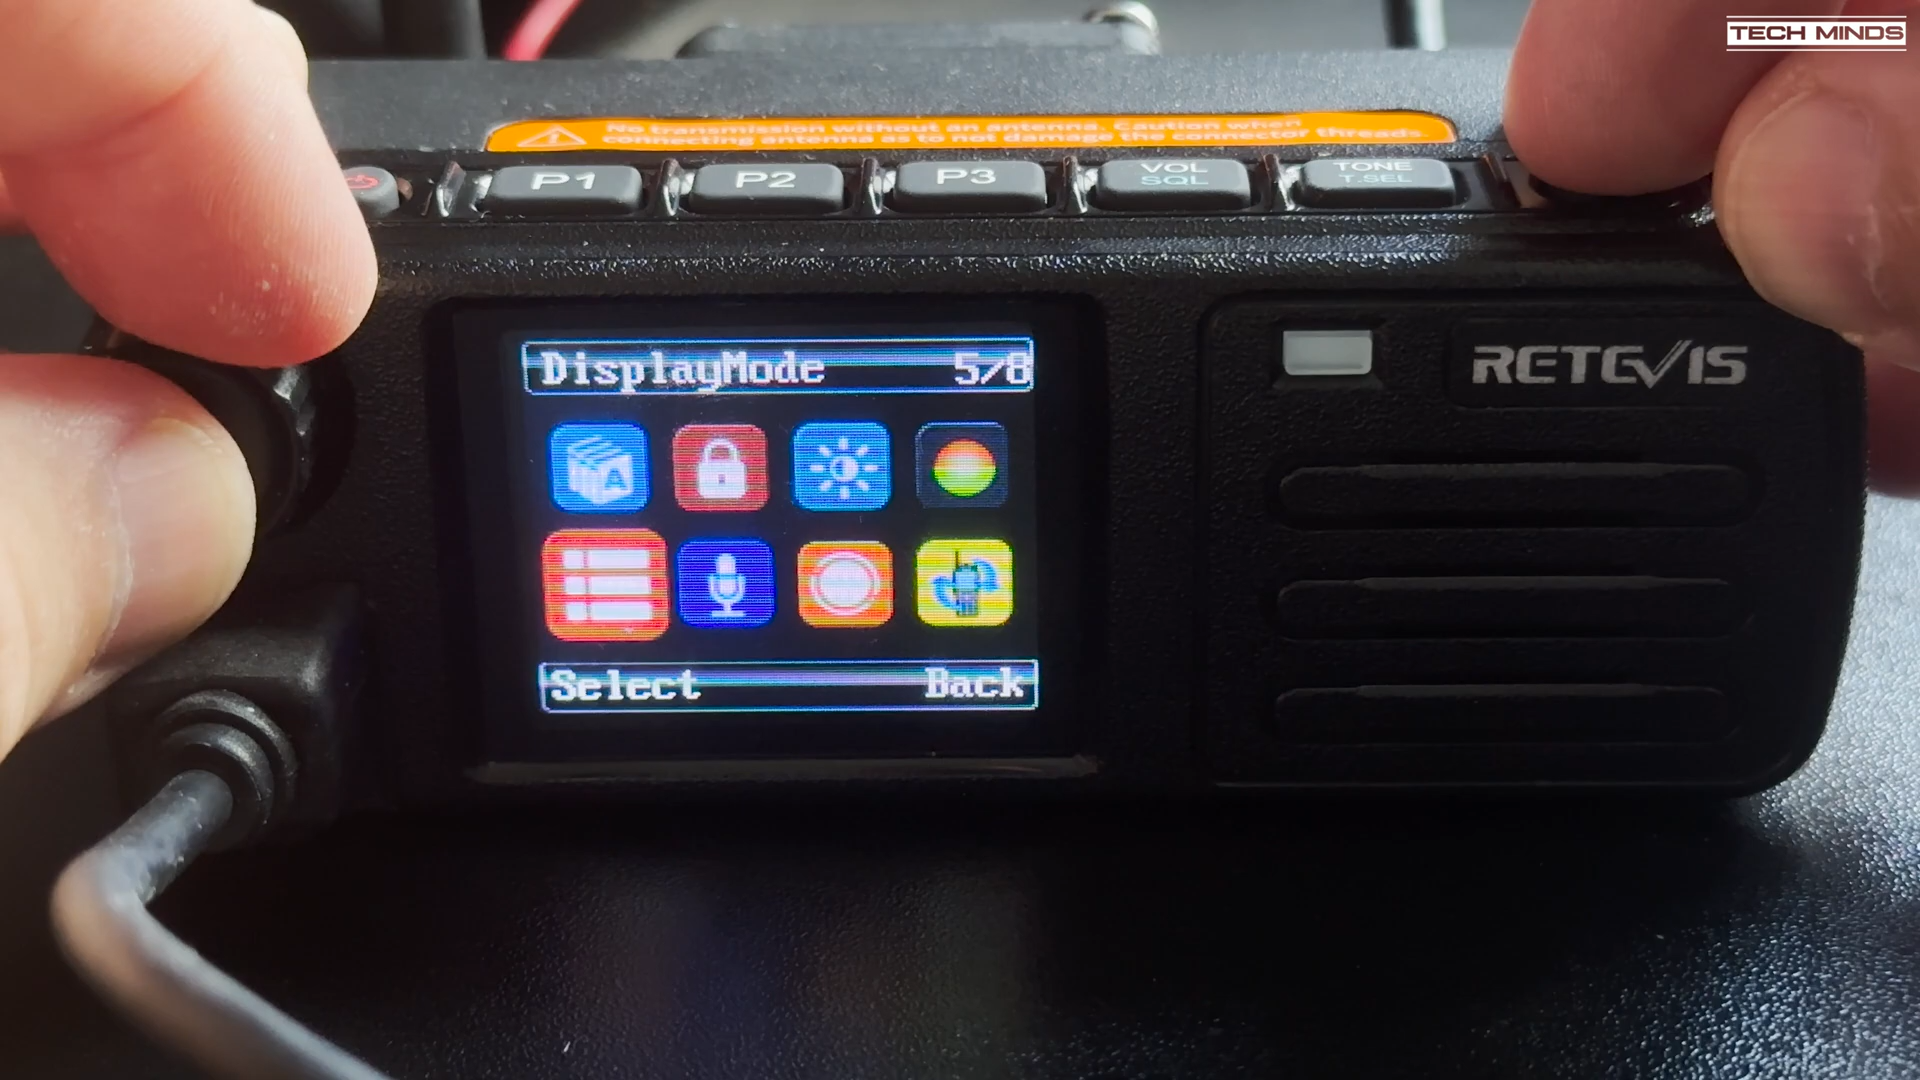 TECH MINDS
No transmission without an antenna. Caution when
connecting antenna as to not damage the connector threads.
P1
P2
P3
VOL
SQL
TONE
T.SEL
RETEVIS
DisplayMode 5/8
A
Select Back